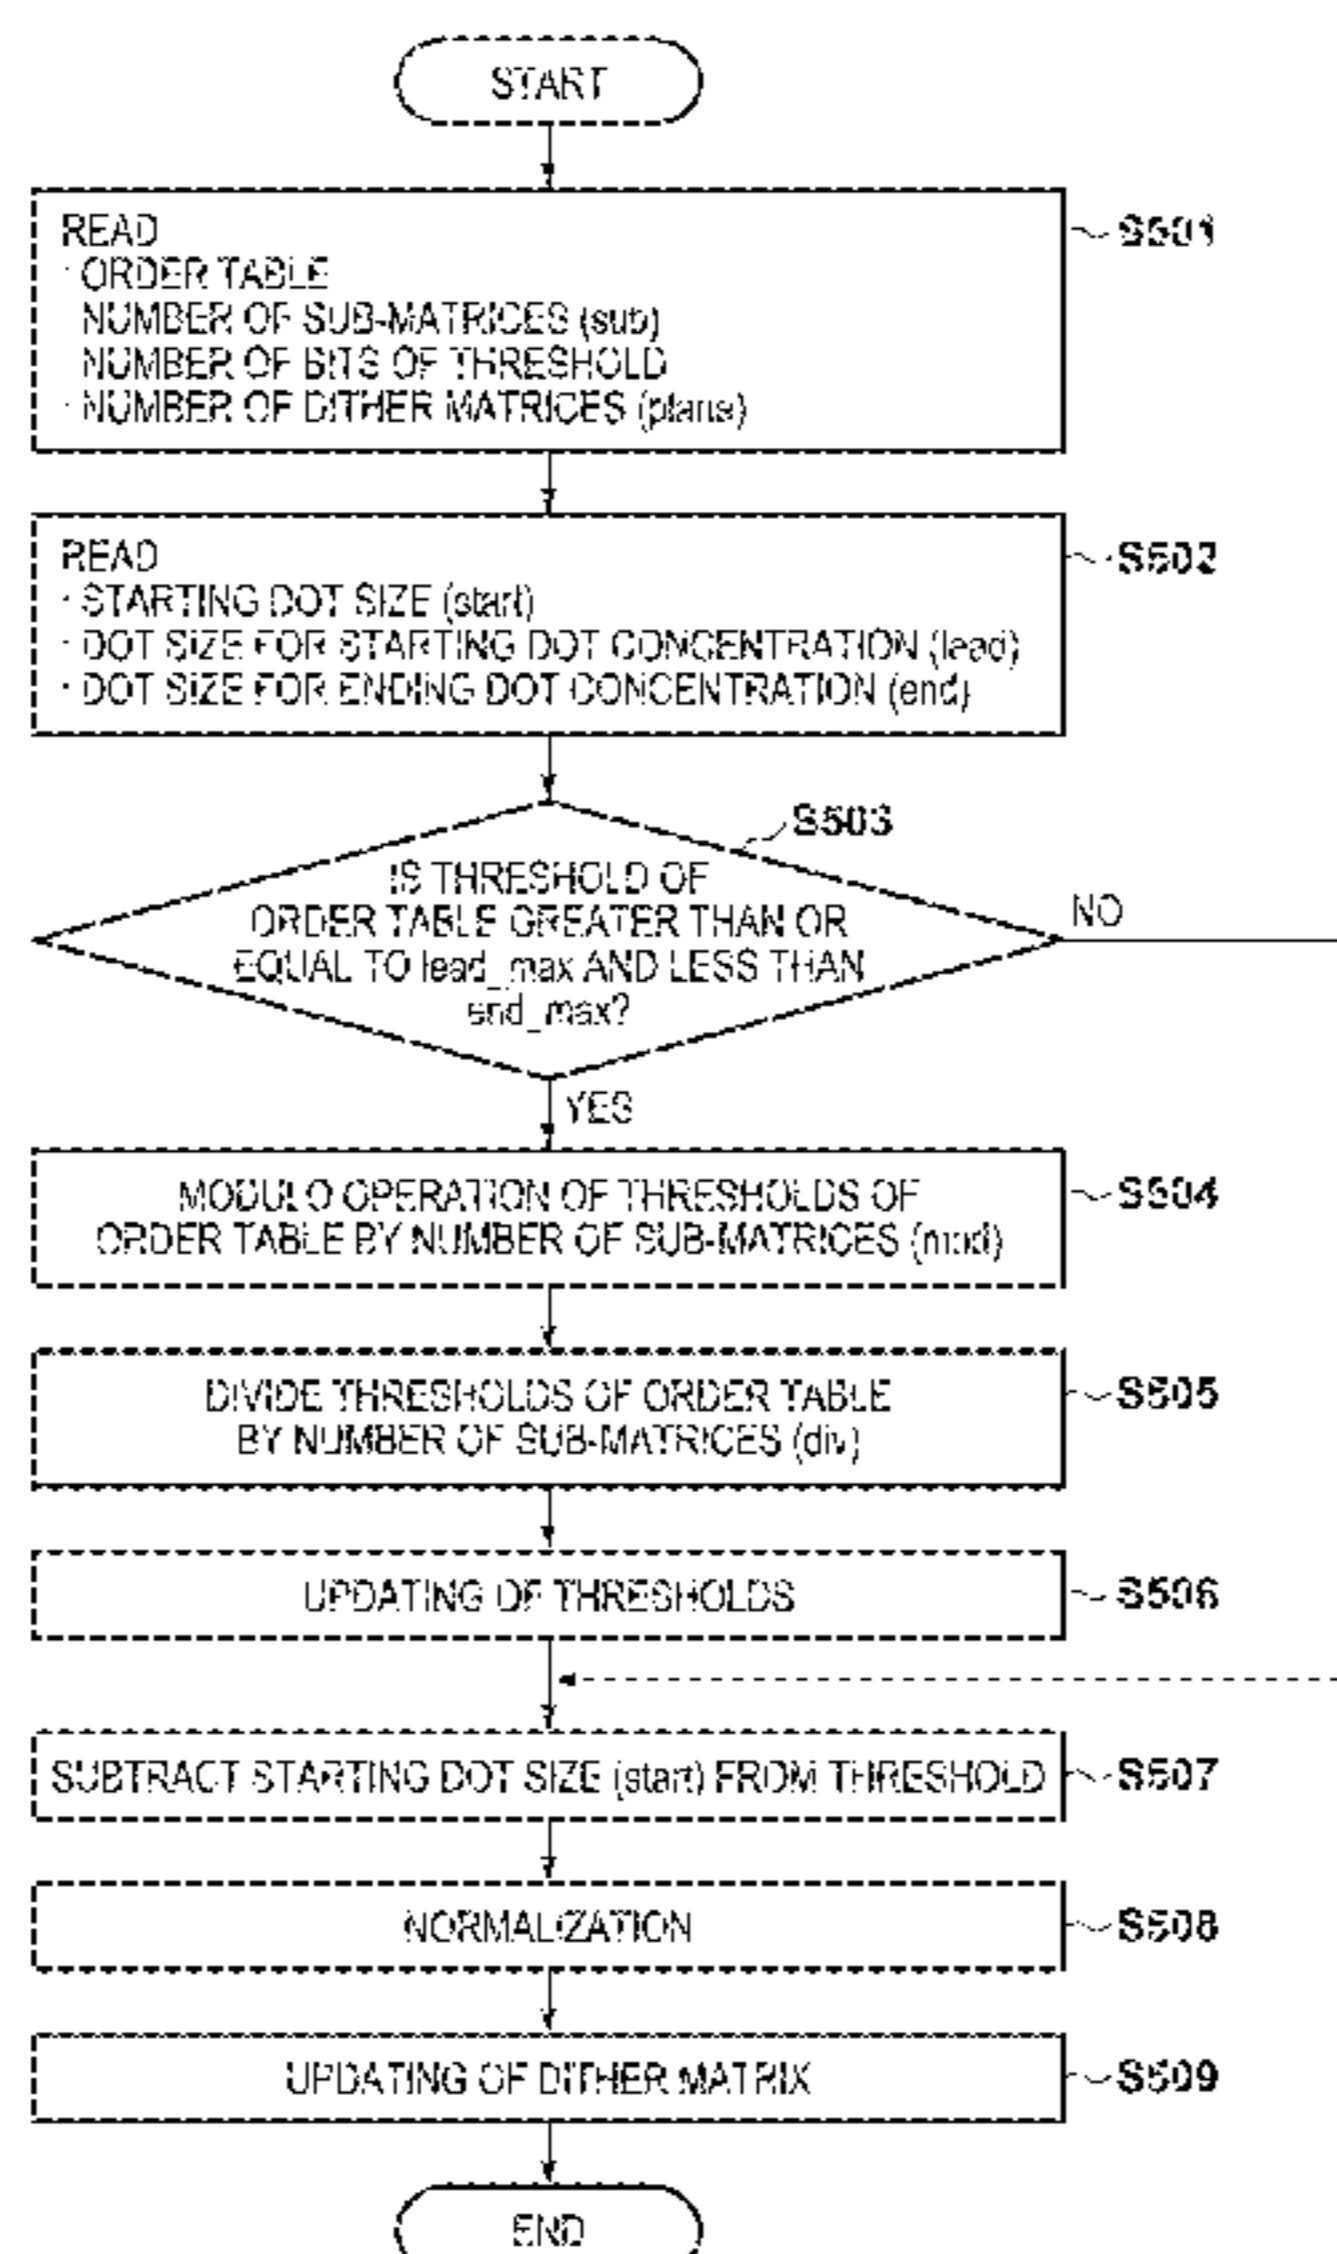 START
READ
· ORDER TABLE
NUMBER OF SUB-MATRICES (sub)
NUMBER OF BITS OF THRESHOLD
· NUMBER OF DITHER MATRICES (plane)
S501
READ
· STARTING DOT SIZE (start)
· DOT SIZE FOR STARTING DOT CONCENTRATION (lead)
· DOT SIZE FOR ENDING DOT CONCENTRATION (end)
S502
S503
IS THRESHOLD OF
ORDER TABLE GREATER THAN OR
EQUAL TO lead_max AND LESS THAN
end_max?
NO
YES
MODULO OPERATION OF THRESHOLDS OF
ORDER TABLE BY NUMBER OF SUB-MATRICES (mod)
S504
DIVIDE THRESHOLDS OF ORDER TABLE
BY NUMBER OF SUB-MATRICES (div)
S505
UPDATING OF THRESHOLDS
S506
SUBTRACT STARTING DOT SIZE (start) FROM THRESHOLD
S507
NORMALIZATION
S508
UPDATING OF DITHER MATRIX
S509
END